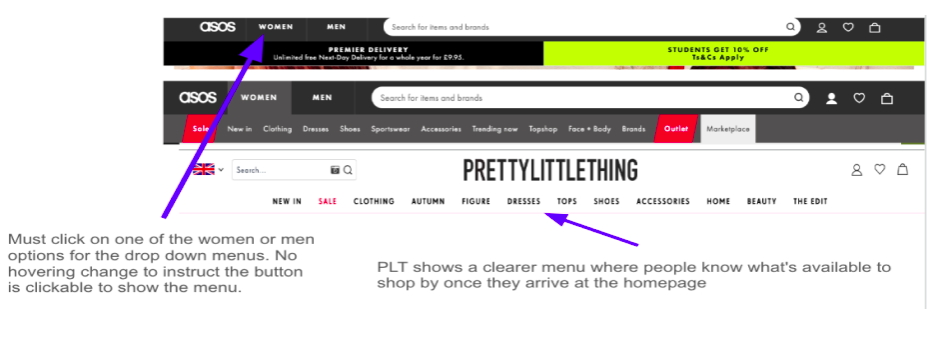 asos WOMEN MEN Search for items and brands
PREMIER DELIVERY
Unlimited free Next-Day Delivery for a whole year for £9.95.
STUDENTS GET 10% OFF
Ts&Cs Apply
asos WOMEN MEN Search for items and brands
Sale New in Clothing Dresses Shoes Sportswear Accessories Trending now Topshop Face + Body Brands Outlet Marketplace
Search... PRETTYLITTLETHING
NEW IN SALE CLOTHING AUTUMN FIGURE DRESSES TOPS SHOES ACCESSORIES HOME BEAUTY THE EDIT
Must click on one of the women or men
options for the drop down menus. No
hovering change to instruct the button
is clickable to show the menu.
PLT shows a clearer menu where people know what's available to
shop by once they arrive at the homepage